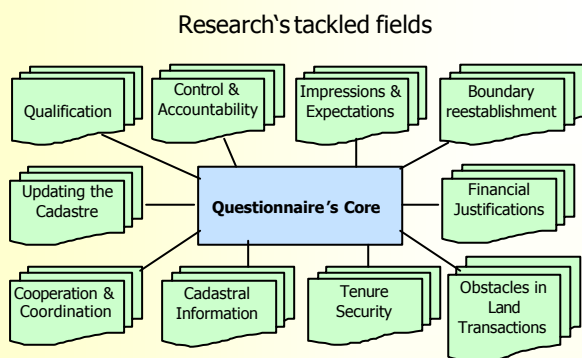 Research's tackled fields
Qualification
Control &
Accountability
Impressions &
Expectations
Boundary
reestablishment
Updating the
Cadastre
Questionnaire's Core
Financial
Justifications
Cooperation &
Coordination
Cadastral
Information
Tenure
Security
Obstacles in
Land
Transactions